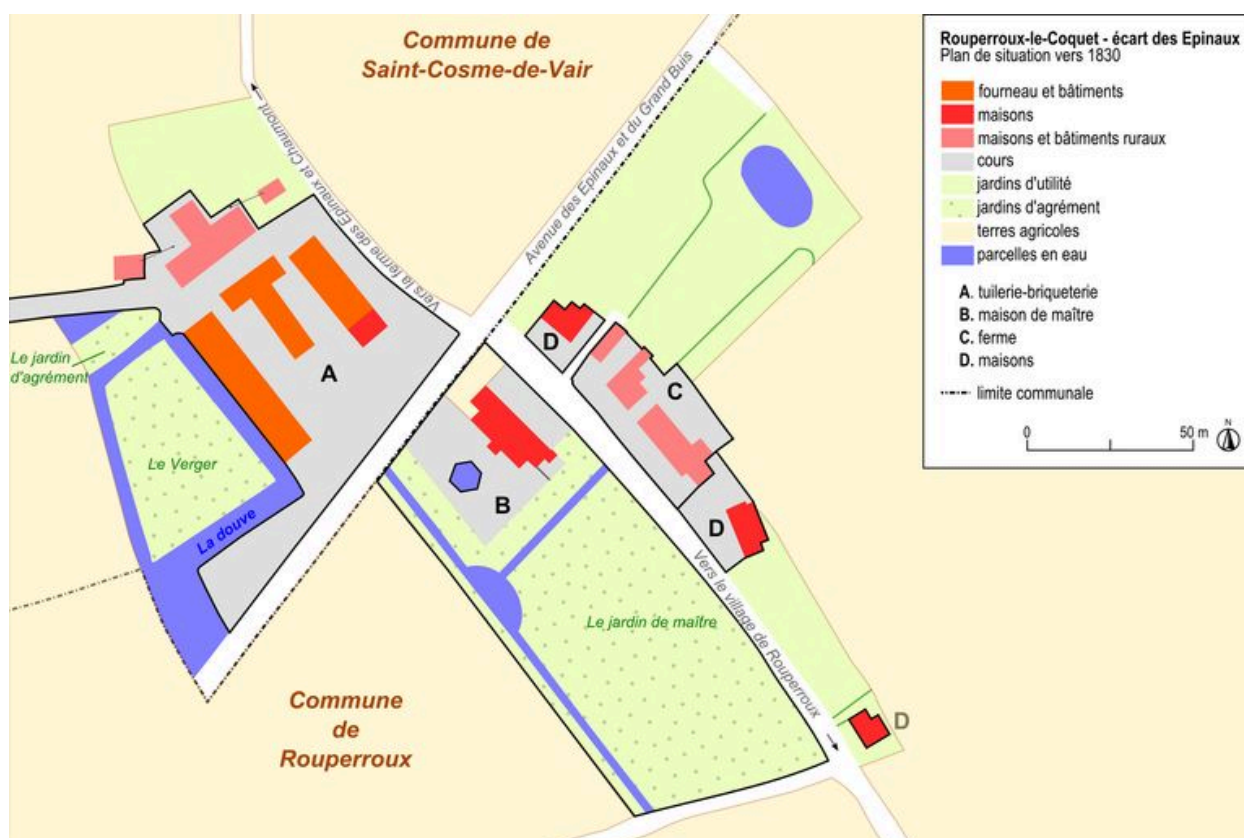 Commune de
Saint-Cosme-de-Vair
Vers la ferme des Epinaux et Chaumont
Avenue des Epinaux et du Grand Buis
Le jardin
d'agrément
A
D
C
Le Verger
B
D
La douve
Le jardin de maître
Vers le village de Rouperroux
Commune
de
Rouperroux
D
Rouperroux-le-Coquet - écart des Epinaux
Plan de situation vers 1830
fourneau et bâtiments
maisons
maisons et bâtiments ruraux
cours
jardins d'utilité
jardins d'agrément
terres agricoles
parcelles en eau
A. tuilerie-briqueterie
B. maison de maître
C. ferme
D. maisons
limite communale
0 50 m N